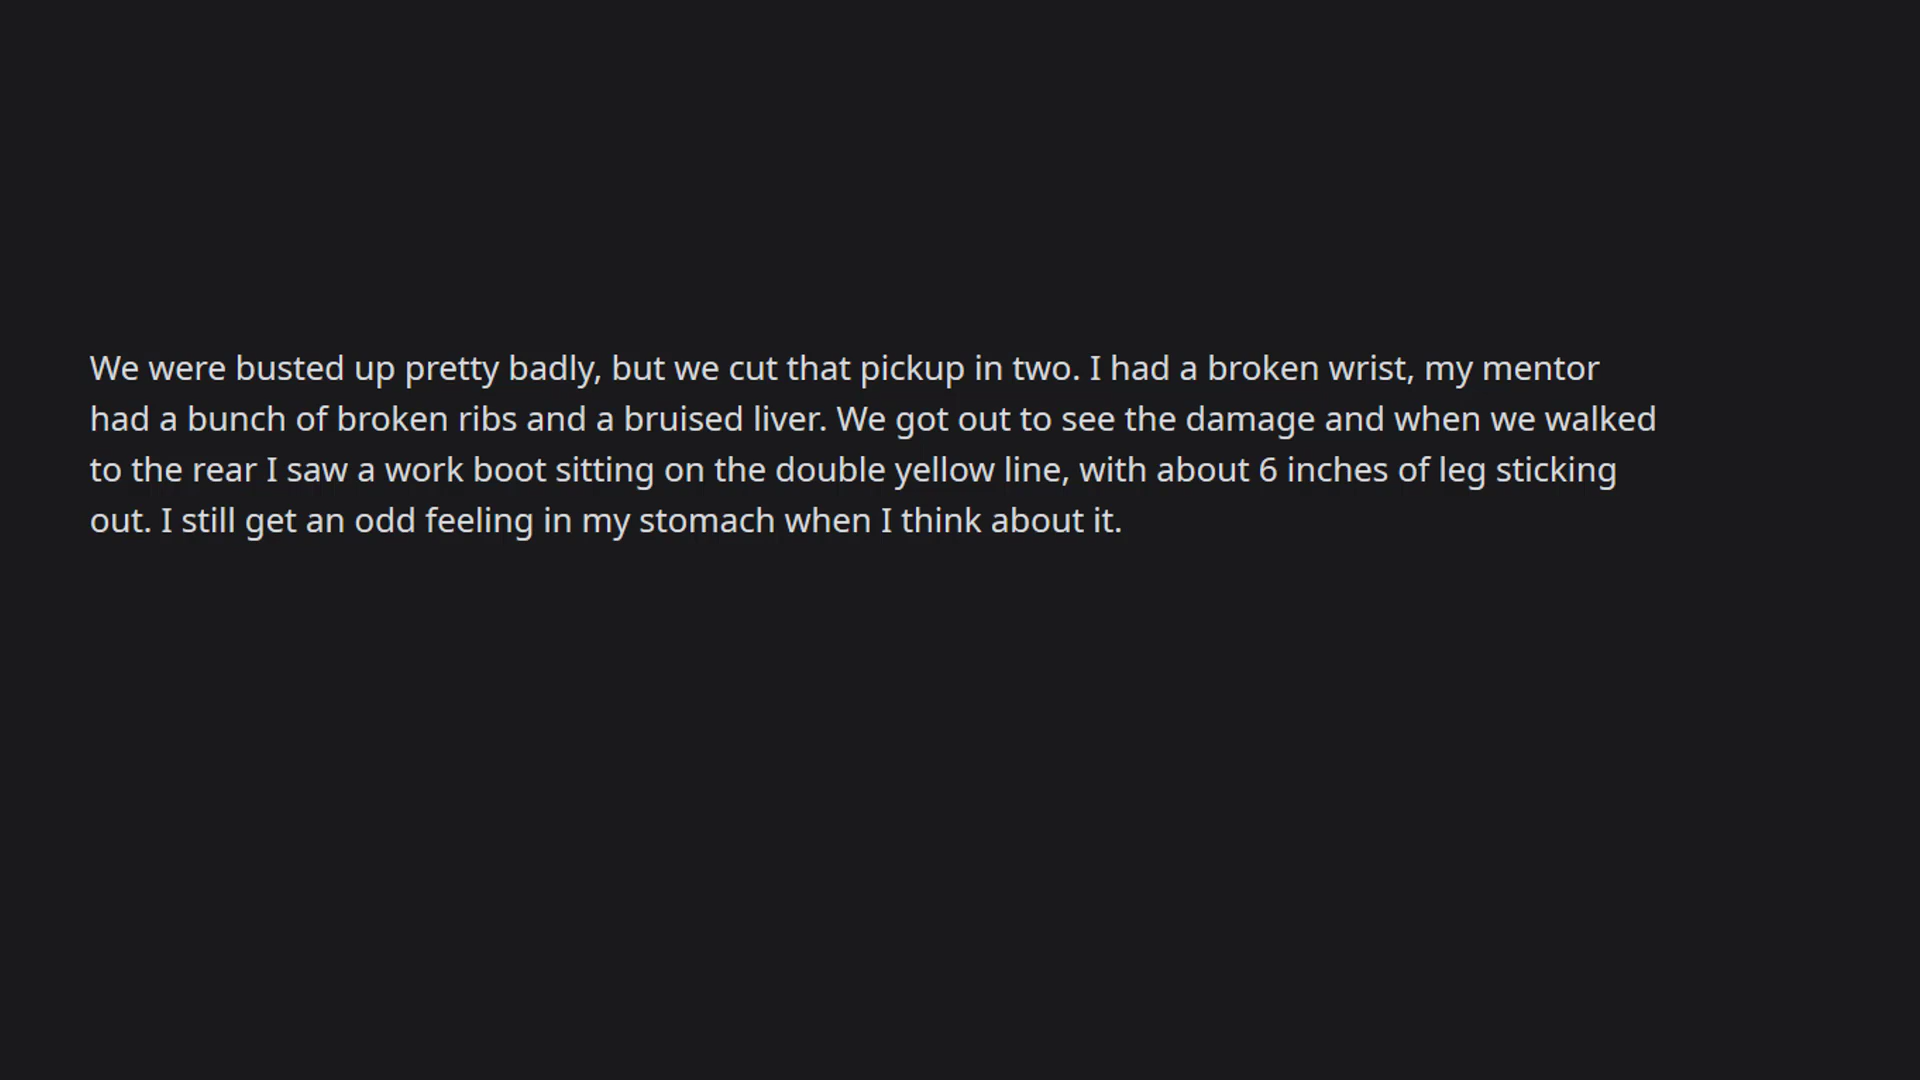 We were busted up pretty badly, but we cut that pickup in two. I had a broken wrist, my mentor
had a bunch of broken ribs and a bruised liver. We got out to see the damage and when we walked
to the rear I saw a work boot sitting on the double yellow line, with about 6 inches of leg sticking
out. I still get an odd feeling in my stomach when I think about it.